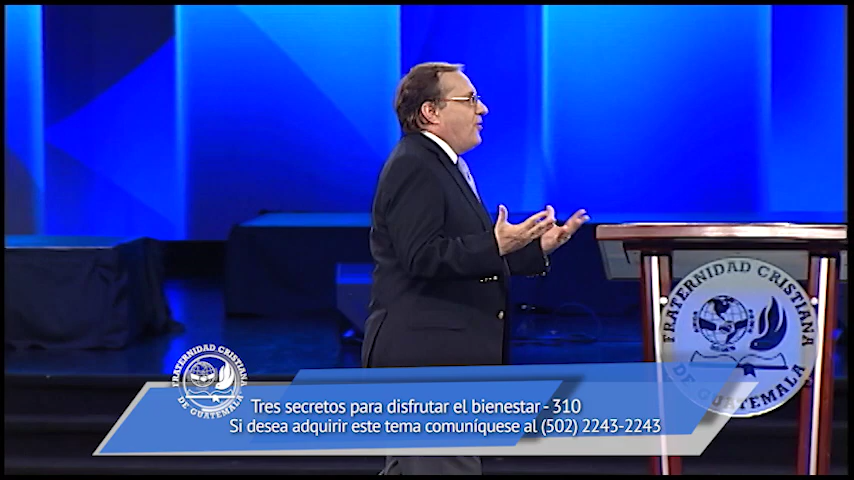 FRATERNIDAD CRISTIANA
DE GUATEMALA
FRATERNIDAD CRISTIANA
DE GUATEMALA
Tres secretos para disfrutar el bienestar - 310
Si desea adquirir este tema comuníquese al (502) 2243-2243